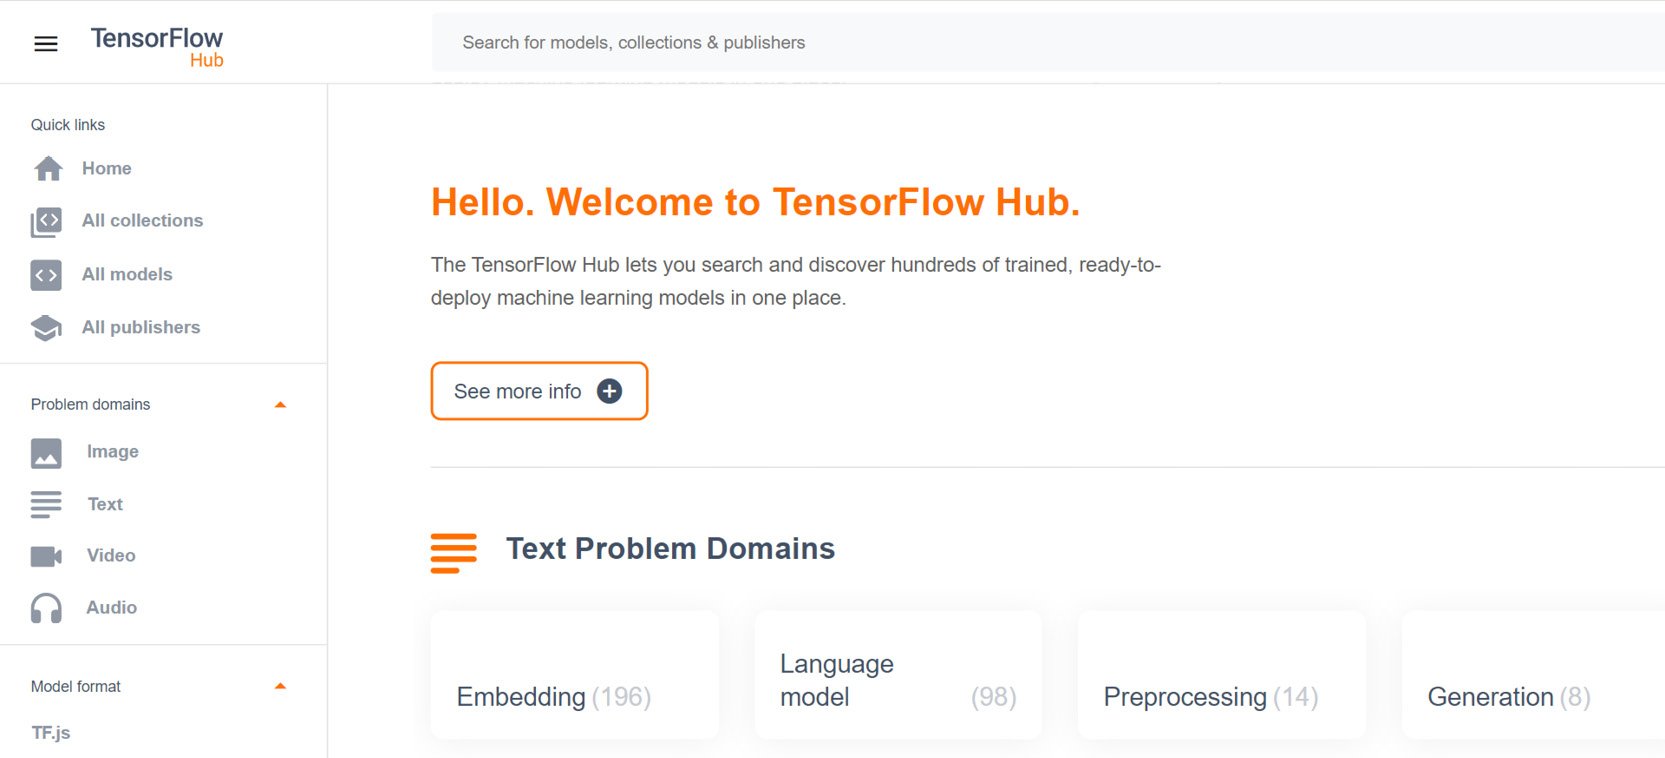 TensorFlow
Hub
Search for models, collections & publishers
Quick links
Home
All collections
All models
All publishers
Problem domains
Image
Text
Video
Audio
Model format
TF.js
Hello. Welcome to TensorFlow Hub.
The TensorFlow Hub lets you search and discover hundreds of trained, ready-to-
deploy machine learning models in one place.
See more info
Text Problem Domains
Embedding (196)
Language
model (98)
Preprocessing (14)
Generation (8)